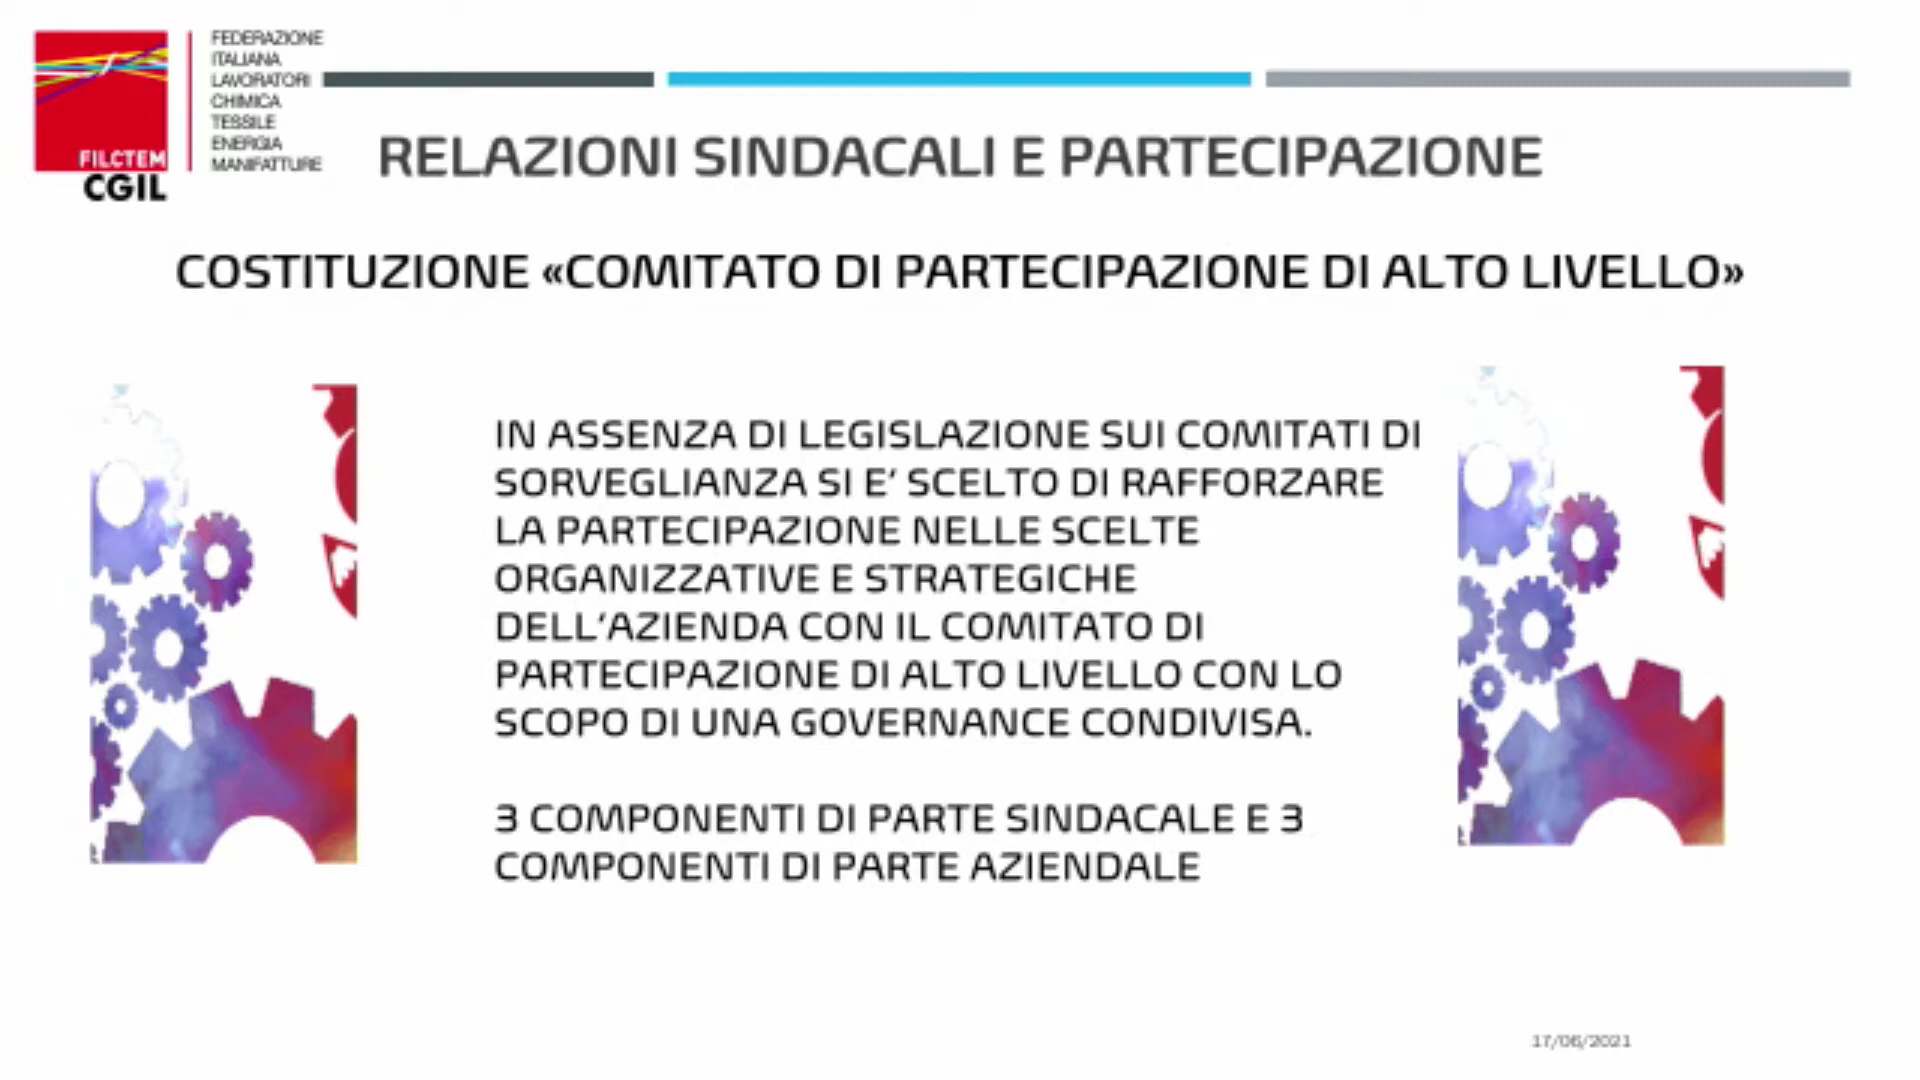 FEDERAZIONE
ITALIANA
LAVORATORI
CHIMICA
TESSILE
ENERGIA
MANIFATTURE
FILCTEM
CGIL
RELAZIONI SINDACALI E PARTECIPAZIONE
COSTITUZIONE «COMITATO DI PARTECIPAZIONE DI ALTO LIVELLO»
IN ASSENZA DI LEGISLAZIONE SUI COMITATI DI
SORVEGLIANZA SI E’ SCELTO DI RAFFORZARE
LA PARTECIPAZIONE NELLE SCELTE
ORGANIZZATIVE E STRATEGICHE
DELL’AZIENDA CON IL COMITATO DI
PARTECIPAZIONE DI ALTO LIVELLO CON LO
SCOPO DI UNA GOVERNANCE CONDIVISA.
3 COMPONENTI DI PARTE SINDACALE E 3
COMPONENTI DI PARTE AZIENDALE
17/06/2021